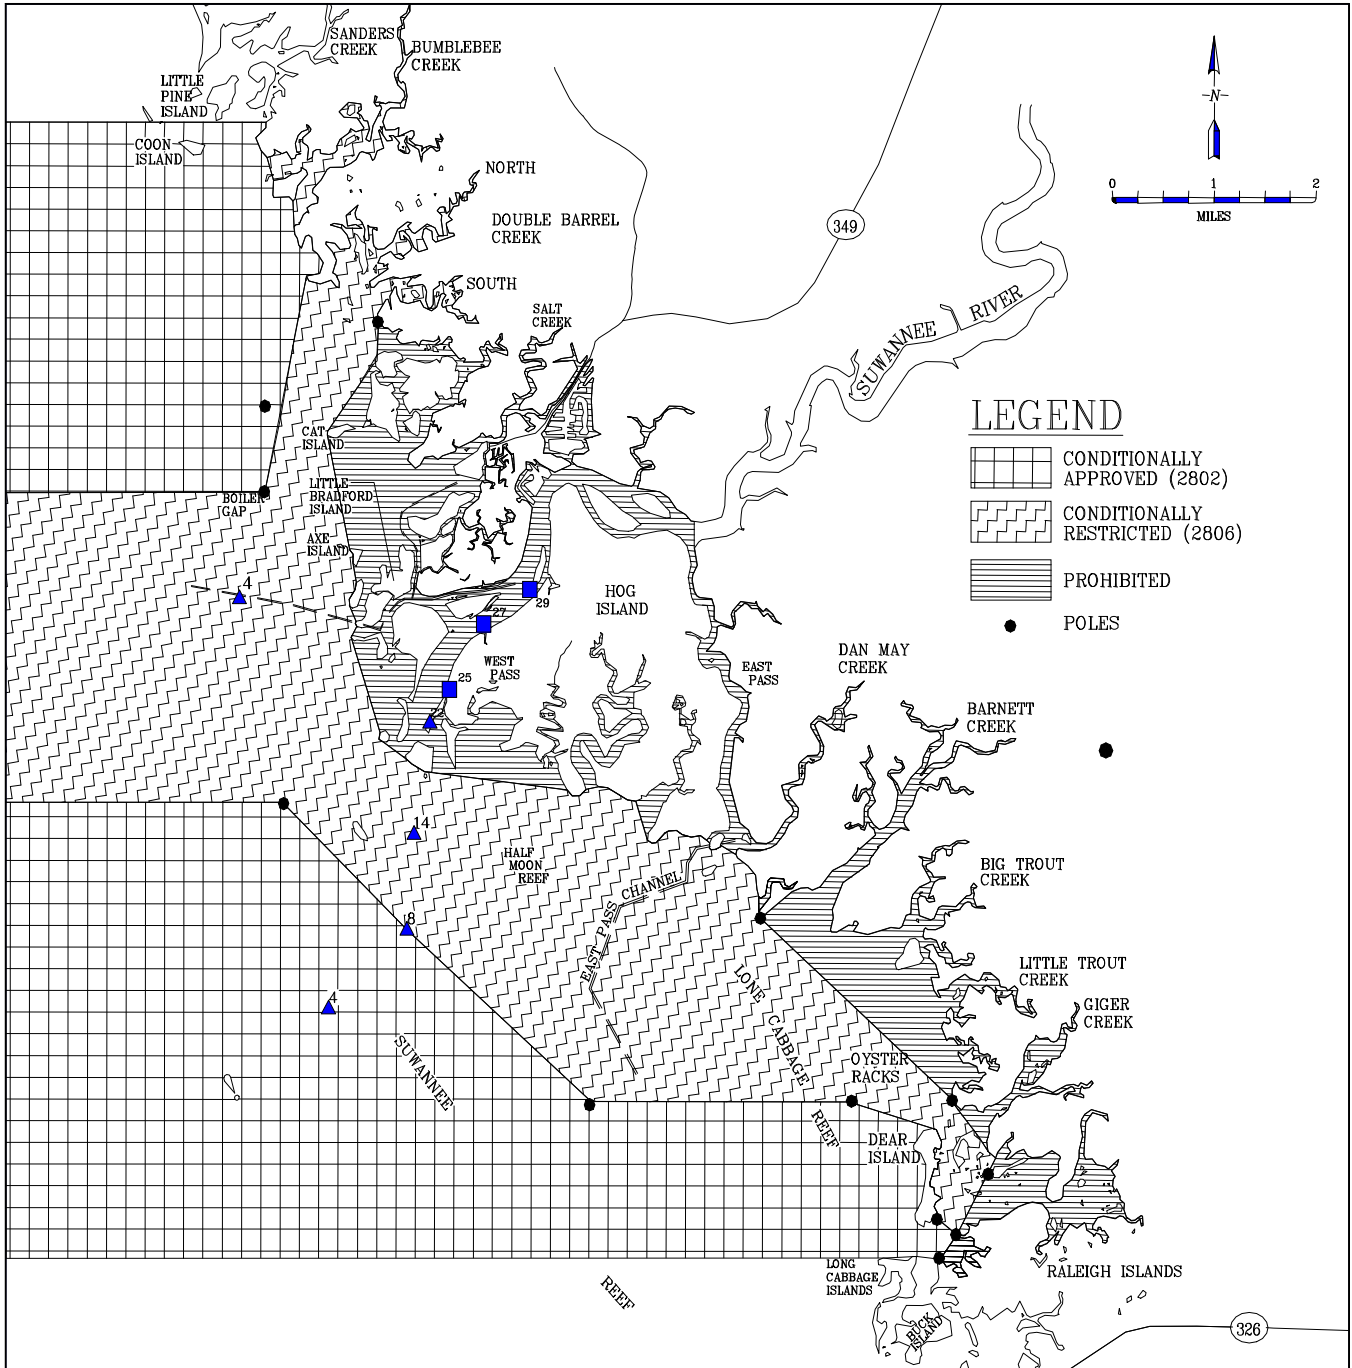 SANDERS
CREEK
BUMBLEBEE
CREEK
LITTLE
PINE
ISLAND
COON
ISLAND
NORTH
DOUBLE BARREL
CREEK
SOUTH
SALT
CREEK
N
0 1 2
MILES
349
SUWANNEE RIVER
LEGEND
CONDITIONALLY
APPROVED (2802)
CONDITIONALLY
RESTRICTED (2806)
PROHIBITED
POLES
CAT
ISLAND
BOILER
GAP
LITTLE
BRADFORD
ISLAND
AXE
ISLAND
4
29
27
25
22
HOG
ISLAND
WEST
PASS
EAST
PASS
DAN MAY
CREEK
BARNETT
CREEK
14
HALF
MOON
REEF
EAST PASS CHANNEL
8
4
BIG TROUT
CREEK
LITTLE TROUT
CREEK
GIGER
CREEK
LONE CABBAGE REEF
OYSTER
RACKS
SUWANNEE REEF
DEAR
ISLAND
LONG
CABBAGE
ISLANDS
RALEIGH ISLANDS
BUCK
ISLAND
326